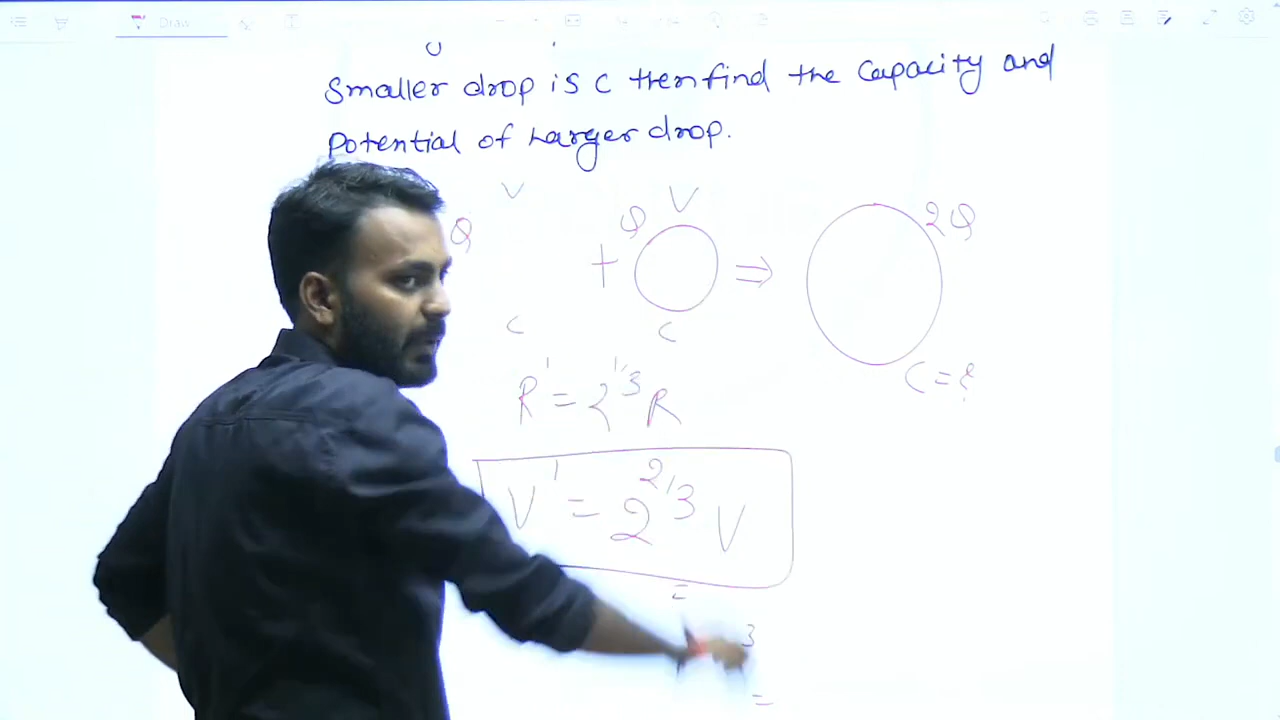 Smaller drop is C then find the Capacity and
Potential of Larger drop.
V
V
Q
+
Q
⇒
2Q
C
C
C = ?
R' = 2^1/3 R
V' = 2^2/3 V
=
3
=